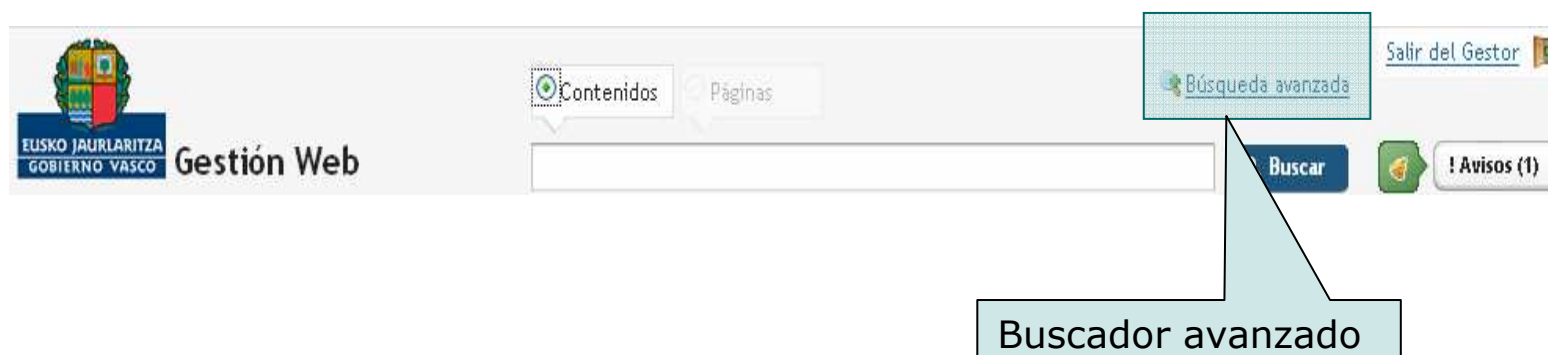 Salir del Gestor
Contenidos
Páginas
Búsqueda avanzada
EUSKO JAURLARITZA
GOBIERNO VASCO
Gestión Web
Buscar
! Avisos (1)
Buscador avanzado